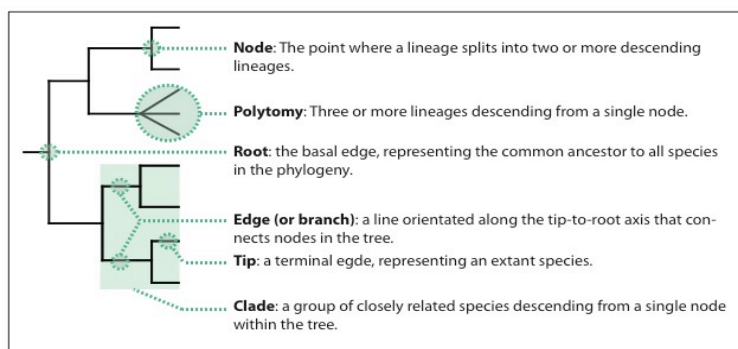 Node: The point where a lineage splits into two or more descending
lineages.
Polytomy: Three or more lineages descending from a single node.
Root: the basal edge, representing the common ancestor to all species
in the phylogeny.
Edge (or branch): a line orientated along the tip-to-root axis that con-
nects nodes in the tree.
Tip: a terminal egde, representing an extant species.
Clade: a group of closely related species descending from a single node
within the tree.